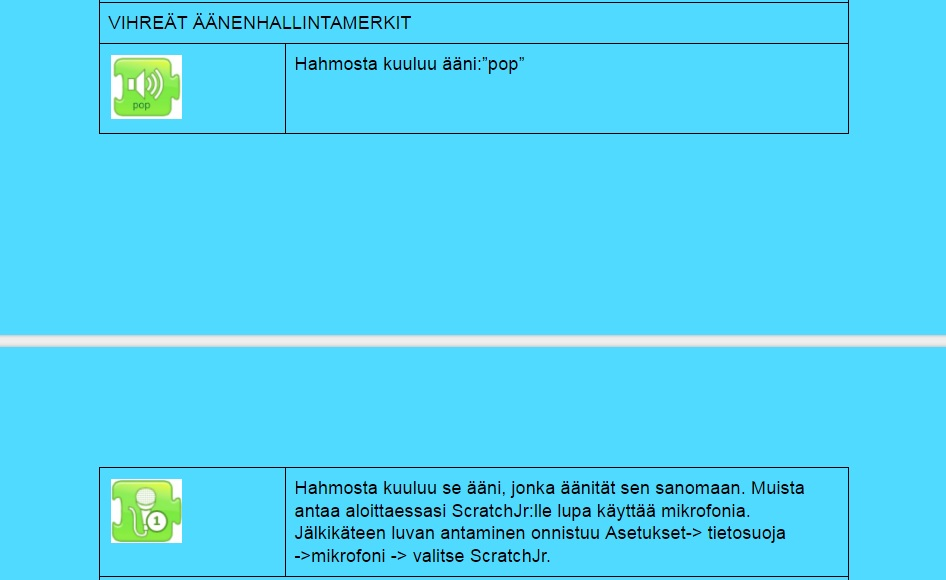 VIHREÄT ÄÄNENHALLINTAMERKIT
pop
Hahmosta kuuluu ääni:”pop”
1
Hahmosta kuuluu se ääni, jonka äänität sen sanomaan. Muista
antaa aloittaessasi ScratchJr:lle lupa käyttää mikrofonia.
Jälkikäteen luvan antaminen onnistuu Asetukset-> tietosuoja
->mikrofoni -> valitse ScratchJr.